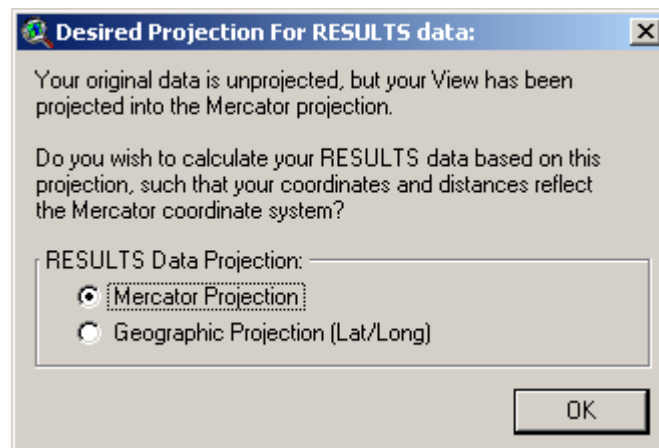 Desired Projection For RESULTS data:
Your original data is unprojected, but your View has been
projected into the Mercator projection.
Do you wish to calculate your RESULTS data based on this
projection, such that your coordinates and distances reflect
the Mercator coordinate system?
RESULTS Data Projection:
Mercator Projection
Geographic Projection (Lat/Long)
OK